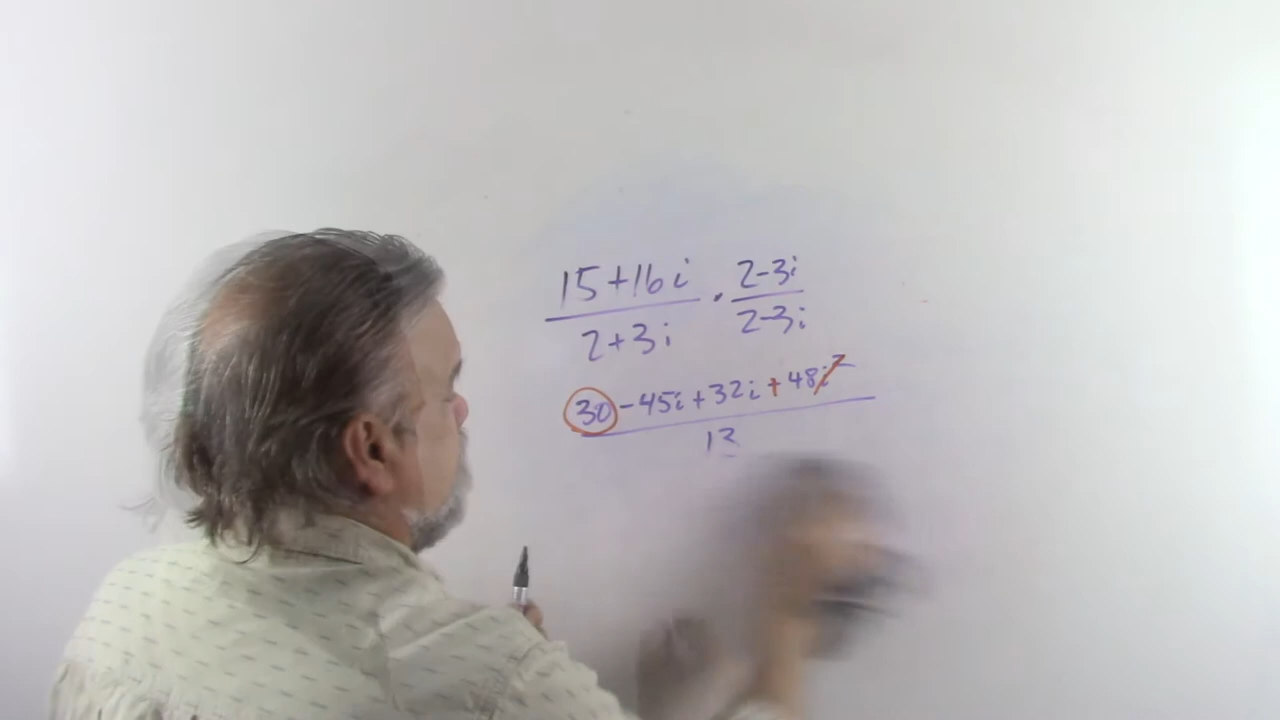 15+16i / 2+3i · 2-3i / 2-3i
30-45i+32i+48i² / 13